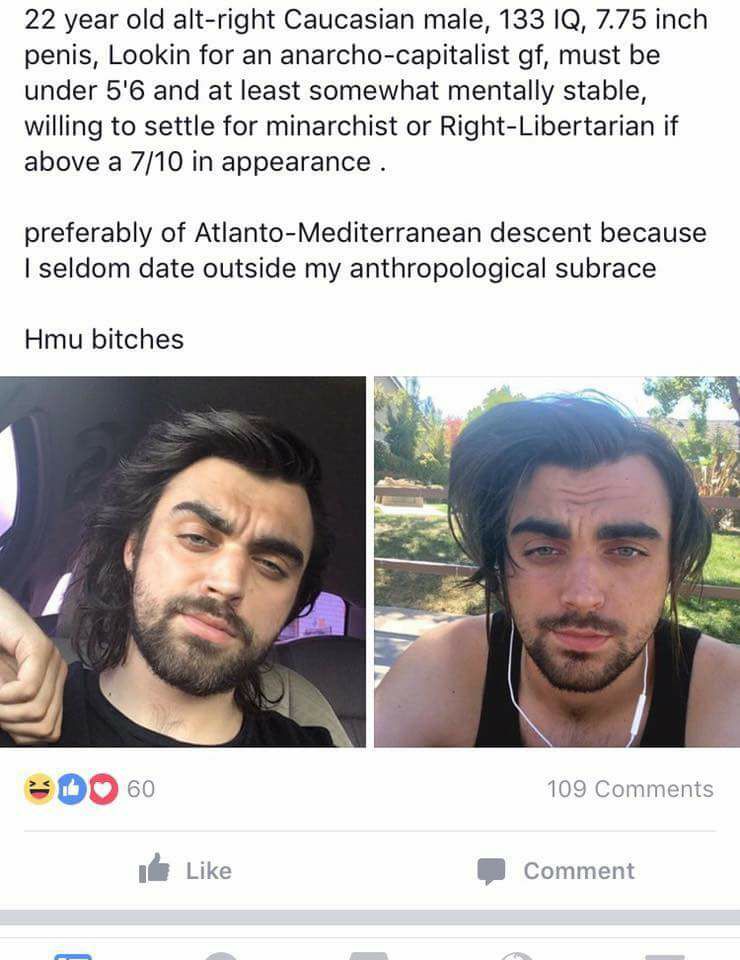 22 year old alt-right Caucasian male, 133 IQ, 7.75 inch
penis, Lookin for an anarcho-capitalist gf, must be
under 5'6 and at least somewhat mentally stable,
willing to settle for minarchist or Right-Libertarian if
above a 7/10 in appearance .
preferably of Atlanto-Mediterranean descent because
I seldom date outside my anthropological subrace
Hmu bitches
60
109 Comments
Like
Comment